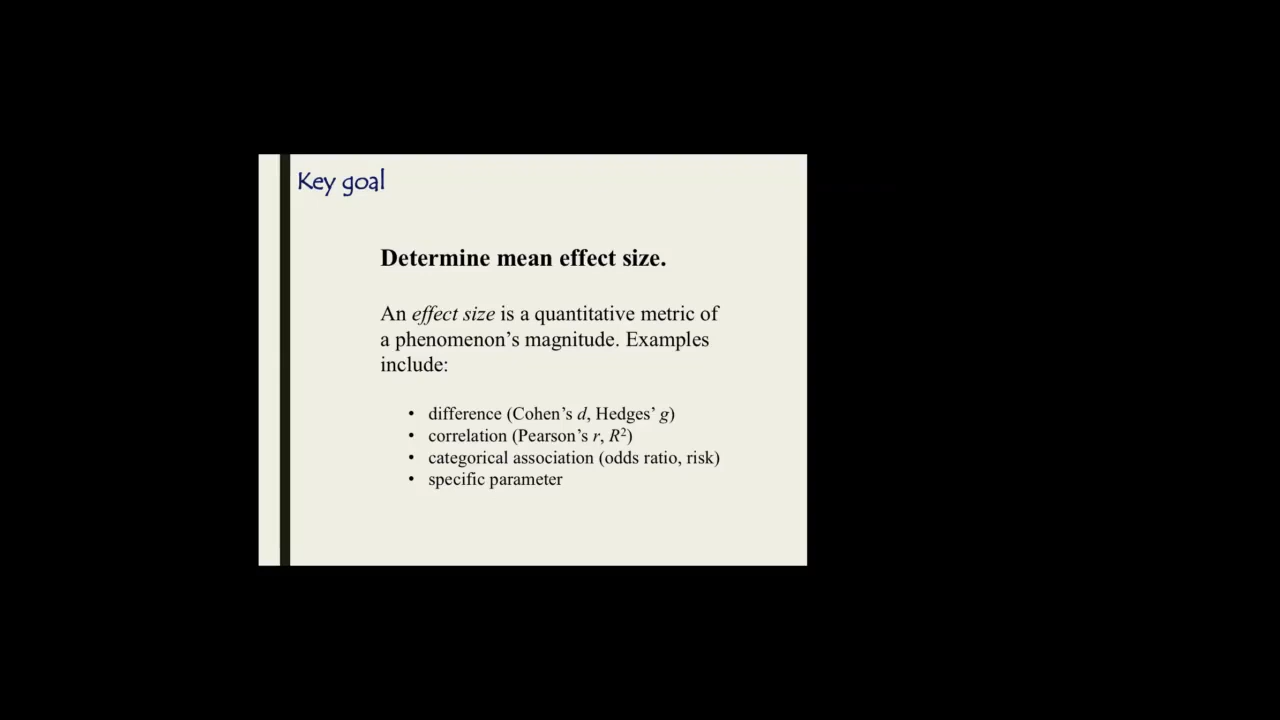 Key goal
Determine mean effect size.
An effect size is a quantitative metric of
a phenomenon’s magnitude. Examples
include:
• difference (Cohen’s d, Hedges’ g)
• correlation (Pearson’s r, R²)
• categorical association (odds ratio, risk)
• specific parameter